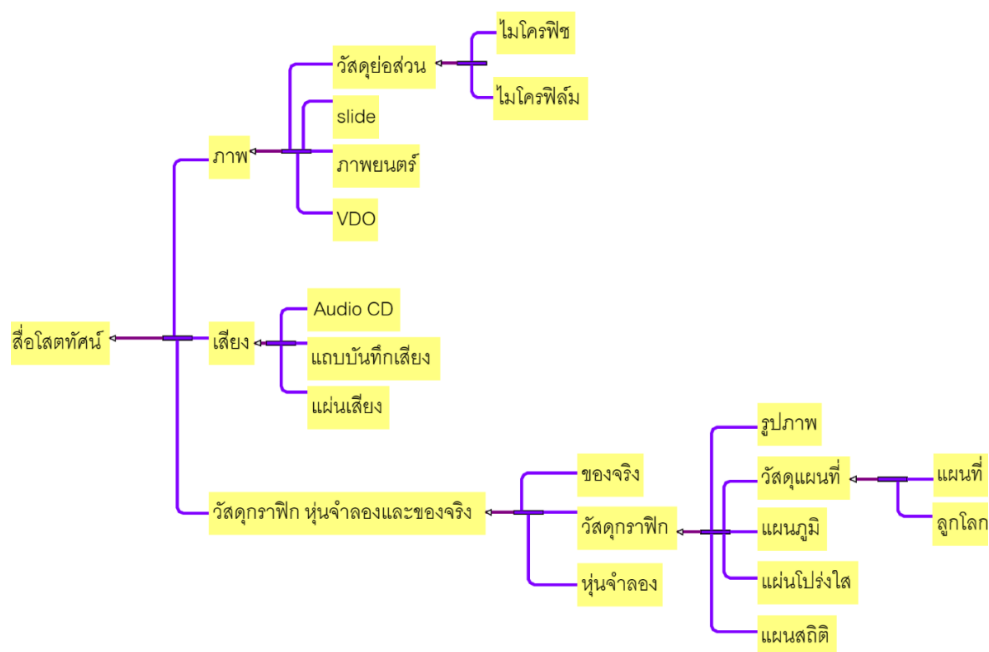 ไมโครฟิช
วัสดุย่อส่วน
ไมโครฟิล์ม
slide
ภาพ
ภาพยนตร์
VDO
Audio CD
สื่อโสตทัศน์
เสียง
แถบบันทึกเสียง
แผ่นเสียง
รูปภาพ
ของจริง
วัสดุแผนที่
แผนที่
วัสดุกราฟิก หุ่นจำลองและของจริง
วัสดุกราฟิก
แผนภูมิ
ลูกโลก
หุ่นจำลอง
แผ่นโปร่งใส
แผนสถิติ